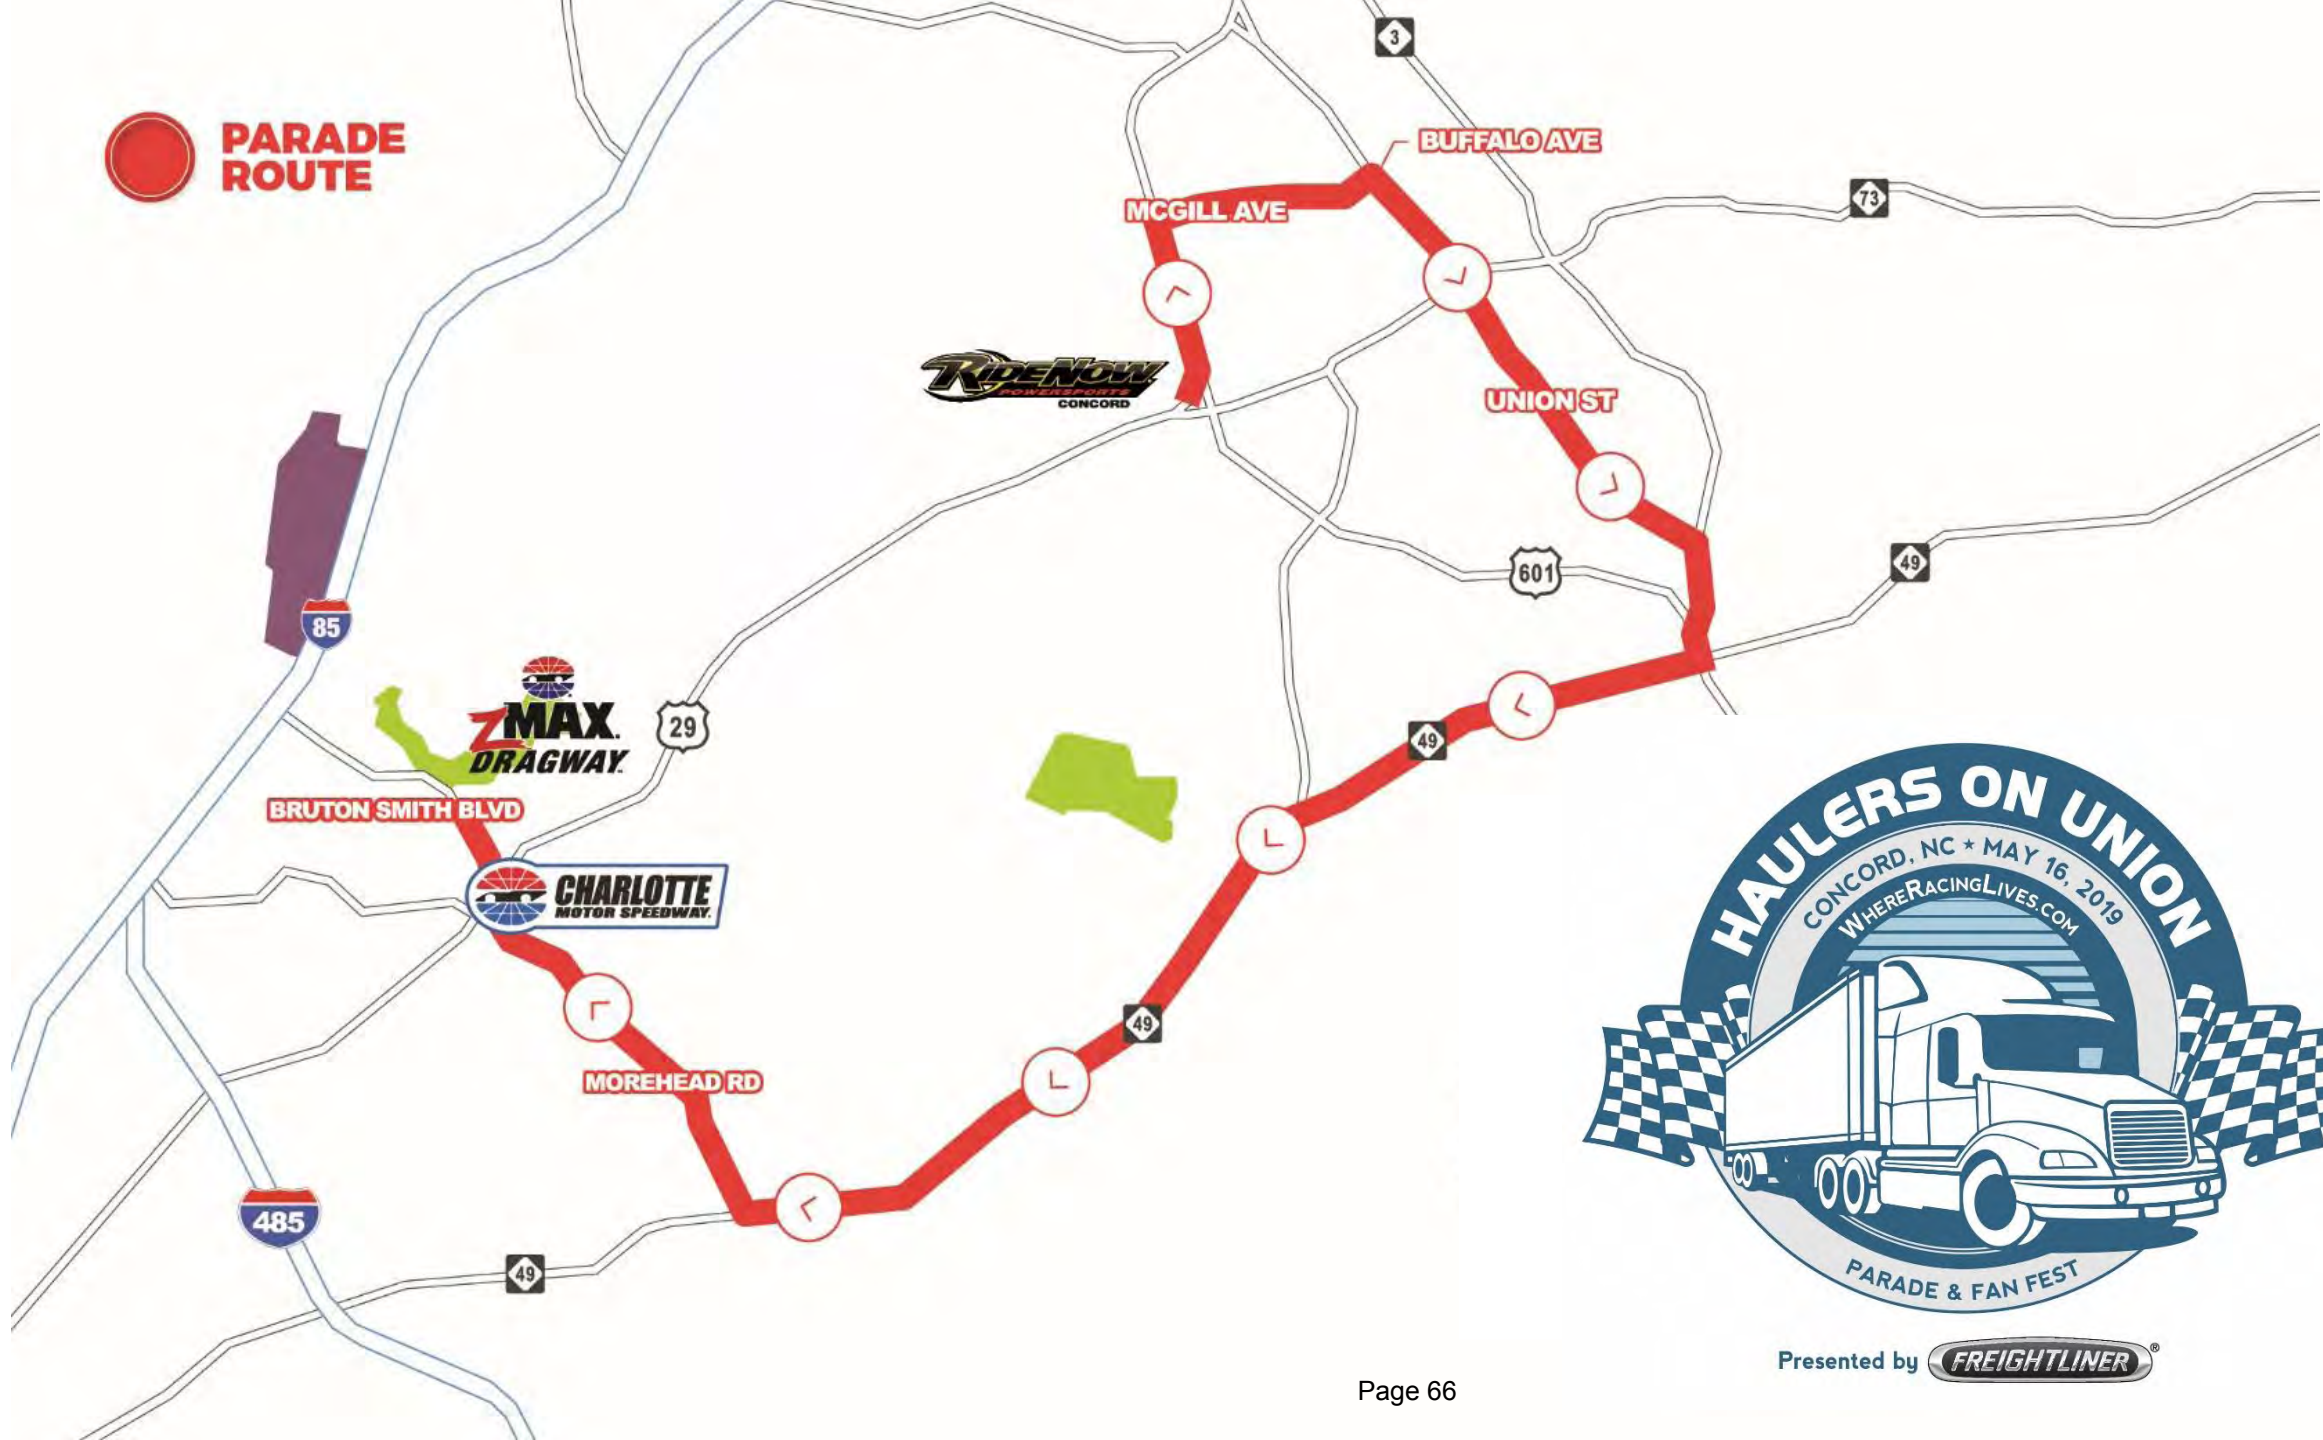 3
PARADE
ROUTE
BUFFALO AVE
73
MCGILL AVE
RIDENOW
POWERSPORTS
CONCORD
UNION ST
49
601
85
ZMAX
DRAGWAY
29
49
BRUTON SMITH BLVD
CHARLOTTE
MOTOR SPEEDWAY
49
MOREHEAD RD
485
49
HAULERS ON UNION
CONCORD, NC ★ MAY 16, 2019
WHERERACINGLIVES.COM
PARADE & FAN FEST
Presented by FREIGHTLINER®
Page 66